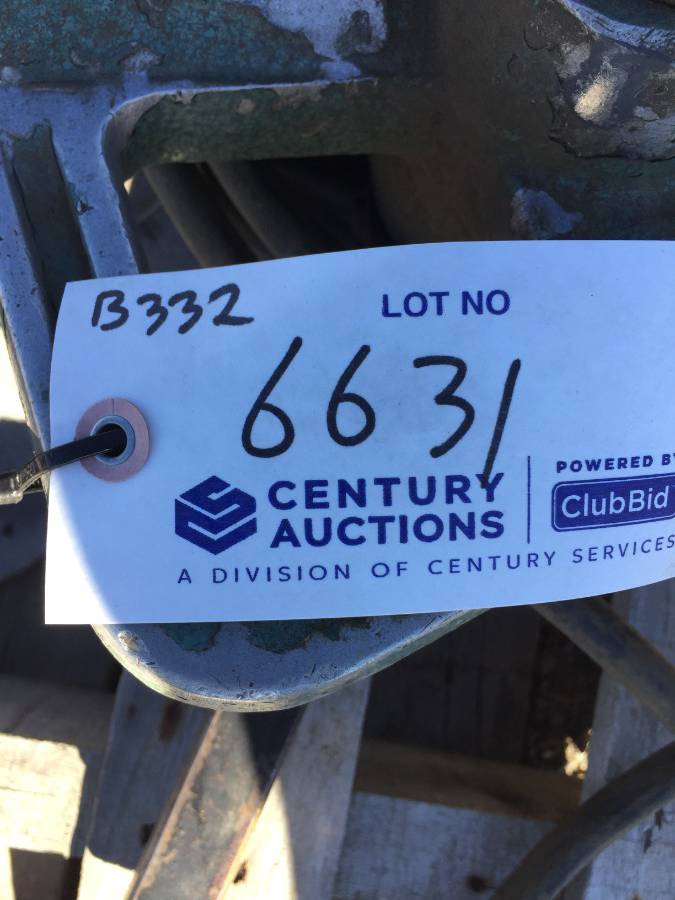 B332 LOT NO
6631
CENTURY
AUCTIONS
POWERED BY
ClubBid
A DIVISION OF CENTURY SERVICES